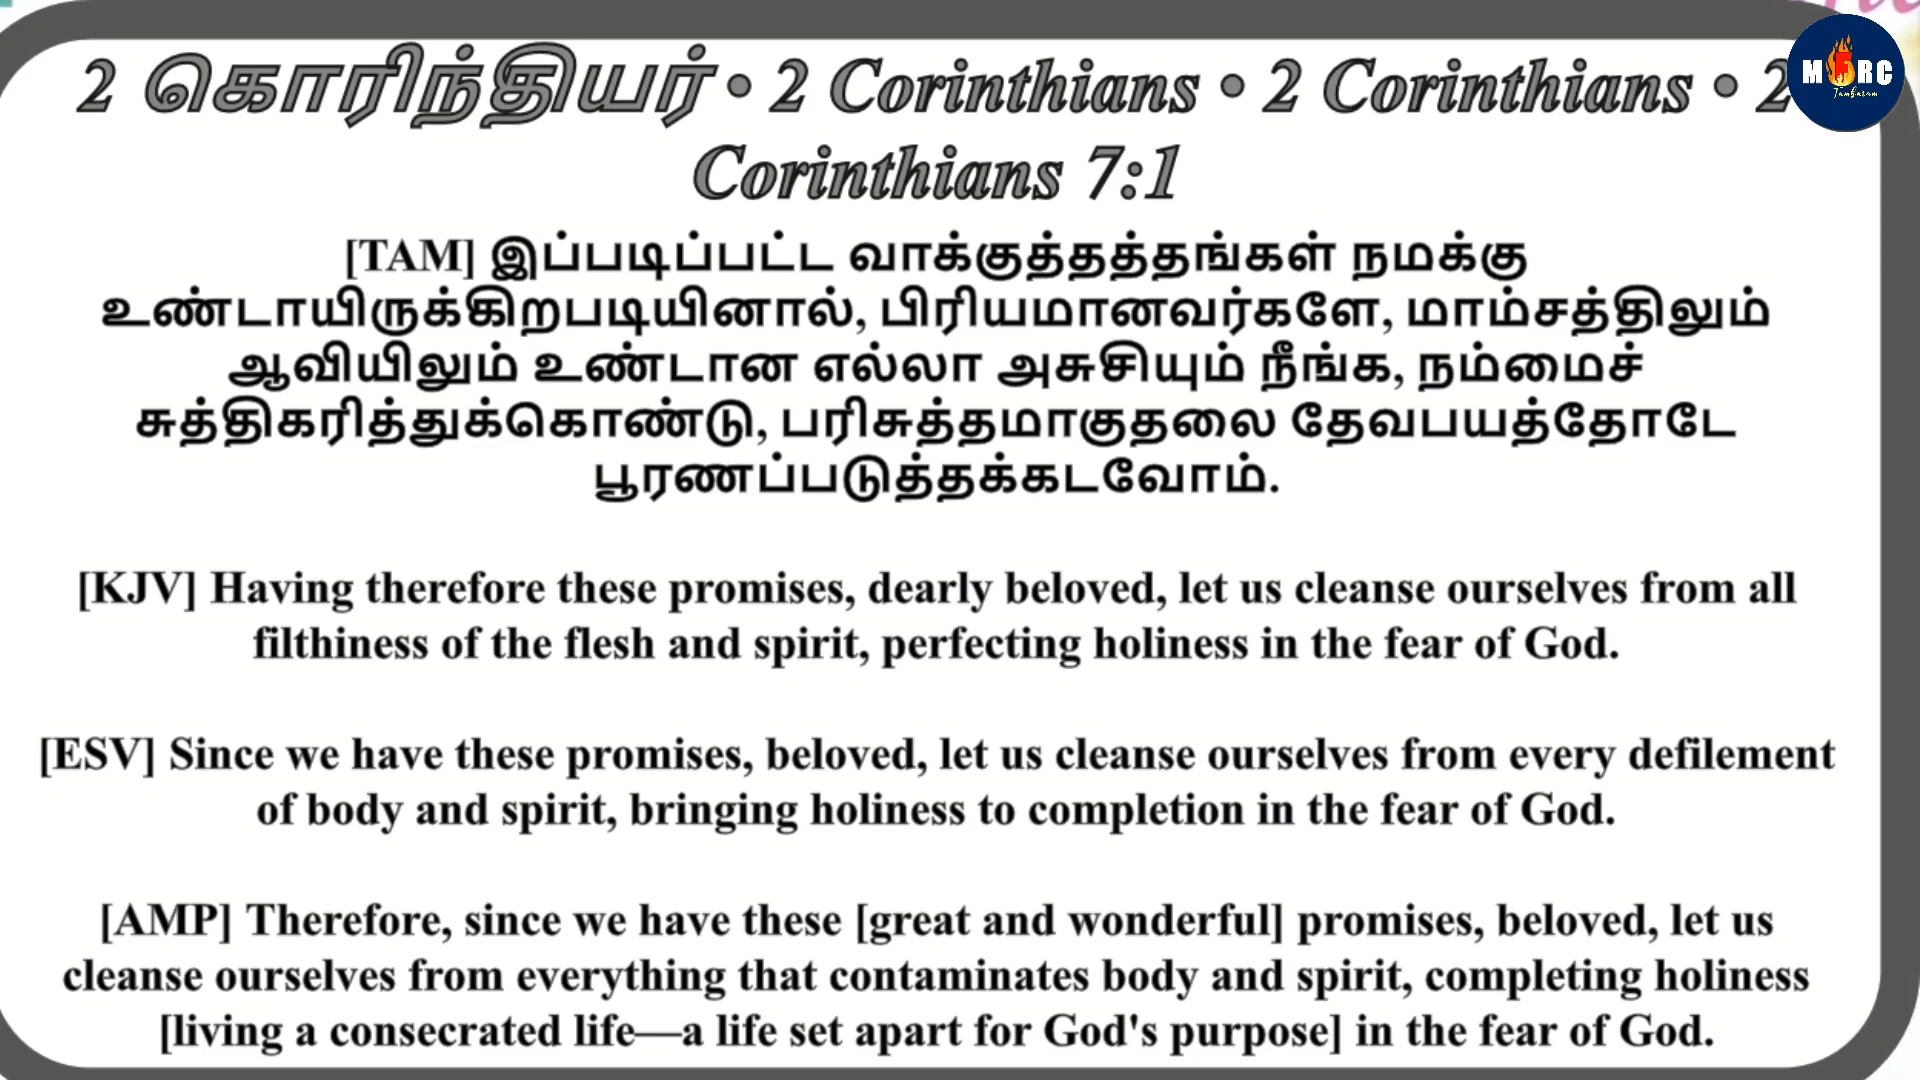 2 கொரிந்தியர் • 2 Corinthians • 2 Corinthians • 2
Corinthians 7:1
[TAM] இப்படிப்பட்ட வாக்குத்தத்தங்கள் நமக்கு
உண்டாயிருக்கிறபடியினால், பிரியமானவர்களே, மாம்சத்திலும்
ஆவியிலும் உண்டான எல்லா அசுசியும் நீங்க, நம்மைச்
சுத்திகரித்துக்கொண்டு, பரிசுத்தமாகுதலை தேவபயத்தோடே
பூரணப்படுத்தக்கடவோம்.
[KJV] Having therefore these promises, dearly beloved, let us cleanse ourselves from all
filthiness of the flesh and spirit, perfecting holiness in the fear of God.
[ESV] Since we have these promises, beloved, let us cleanse ourselves from every defilement
of body and spirit, bringing holiness to completion in the fear of God.
[AMP] Therefore, since we have these [great and wonderful] promises, beloved, let us
cleanse ourselves from everything that contaminates body and spirit, completing holiness
[living a consecrated life—a life set apart for God's purpose] in the fear of God.
MFRC
Tambaram